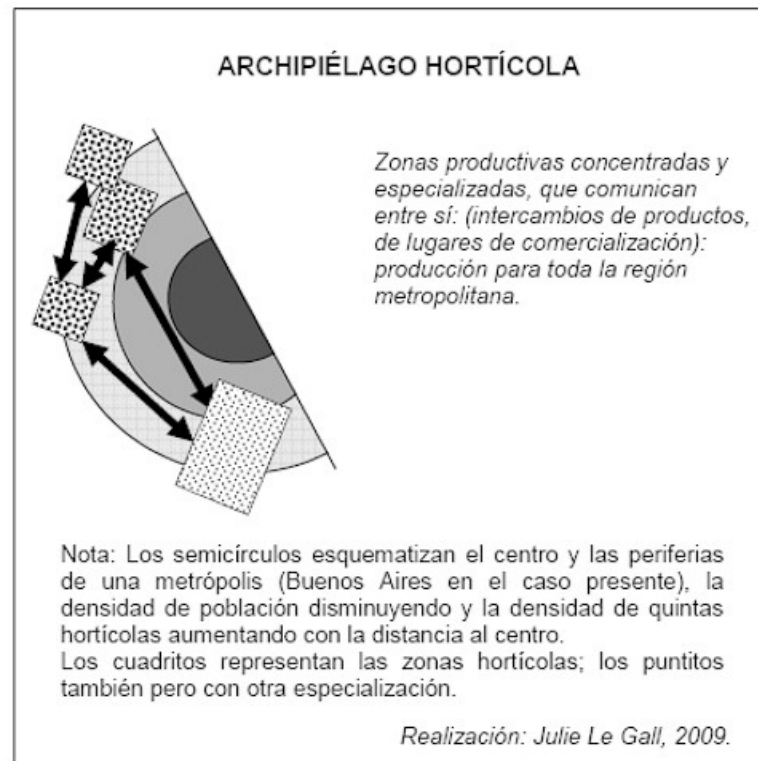 ARCHIPIÉLAGO HORTÍCOLA
Zonas productivas concentradas y
especializadas, que comunican
entre sí: (intercambios de productos,
de lugares de comercialización):
producción para toda la región
metropolitana.
Nota: Los semicírculos esquematizan el centro y las periferias
de una metrópolis (Buenos Aires en el caso presente), la
densidad de población disminuyendo y la densidad de quintas
hortícolas aumentando con la distancia al centro.
Los cuadritos representan las zonas hortícolas; los puntitos
también pero con otra especialización.
Realización: Julie Le Gall, 2009.